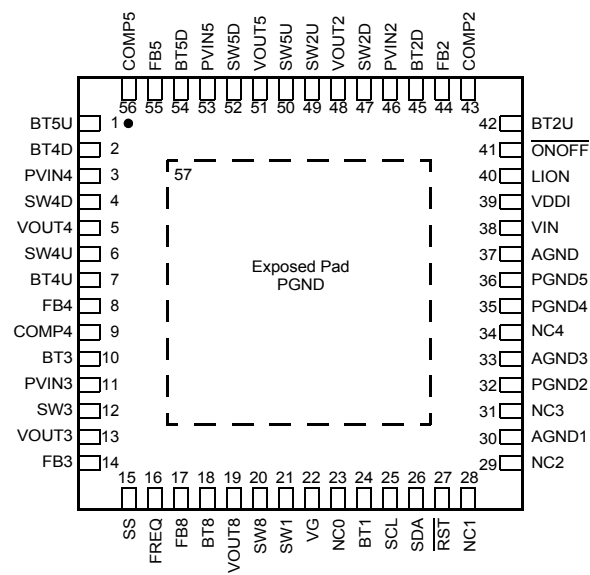 COMP5 FB5 BT5D PVIN5 SW5D VOUT5 SW5U SW2U VOUT2 SW2D PVIN2 BT2D FB2 COMP2
56 55 54 53 52 51 50 49 48 47 46 45 44 43
BT5U 1 42 BT2U
BT4D 2 41 ONOFF
PVIN4 3 57 40 LION
SW4D 4 39 VDDI
VOUT4 5 38 VIN
SW4U 6 37 AGND
Exposed Pad
PGND
BT4U 7 36 PGND5
FB4 8 35 PGND4
COMP4 9 34 NC4
BT3 10 33 AGND3
PVIN3 11 32 PGND2
SW3 12 31 NC3
VOUT3 13 30 AGND1
FB3 14 29 NC2
15 16 17 18 19 20 21 22 23 24 25 26 27 28
SS FREQ FB8 BT8 VOUT8 SW8 SW1 VG NC0 BT1 SCL SDA RST NC1